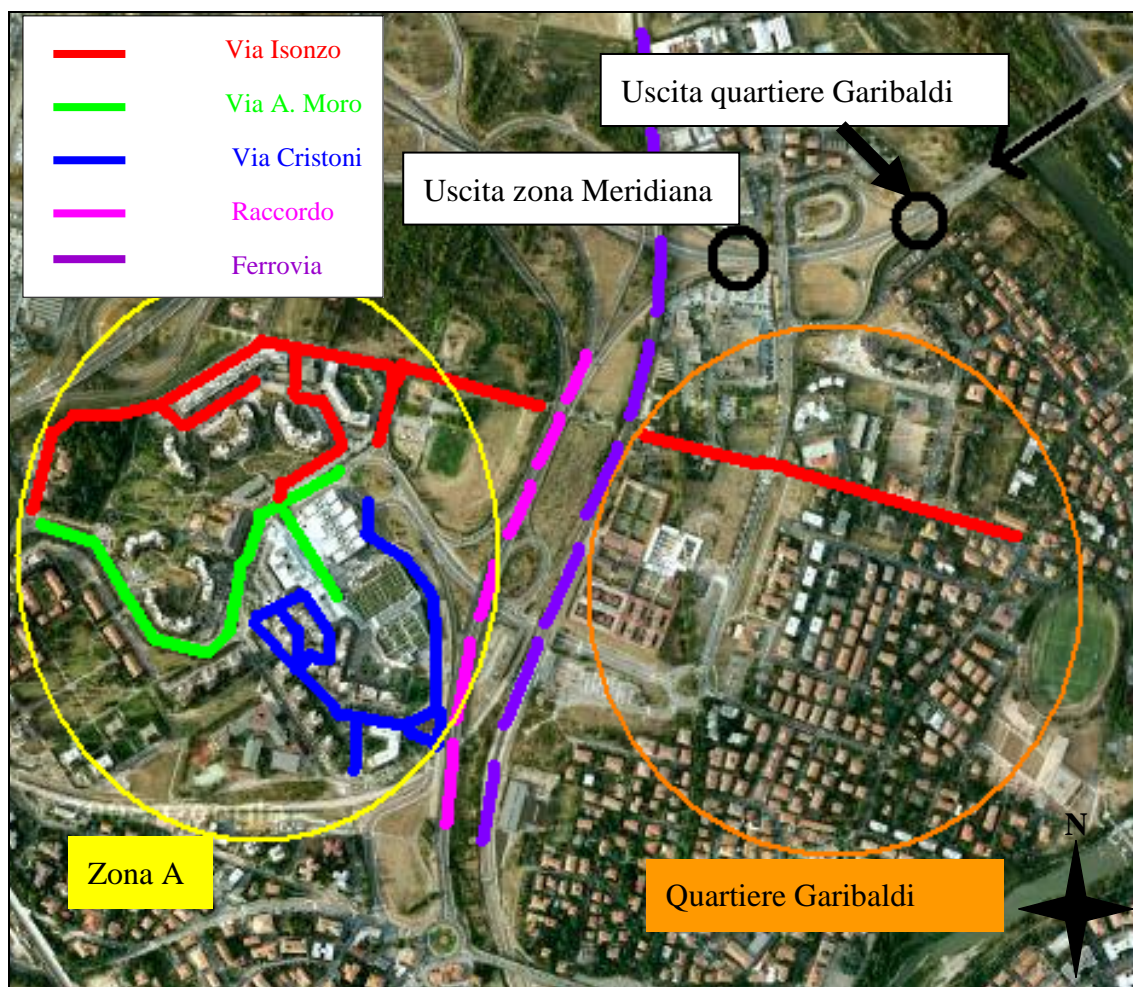 Via Isonzo
Via A. Moro
Via Cristoni
Raccordo
Ferrovia
Uscita quartiere Garibaldi
Uscita zona Meridiana
Zona A
Quartiere Garibaldi
N